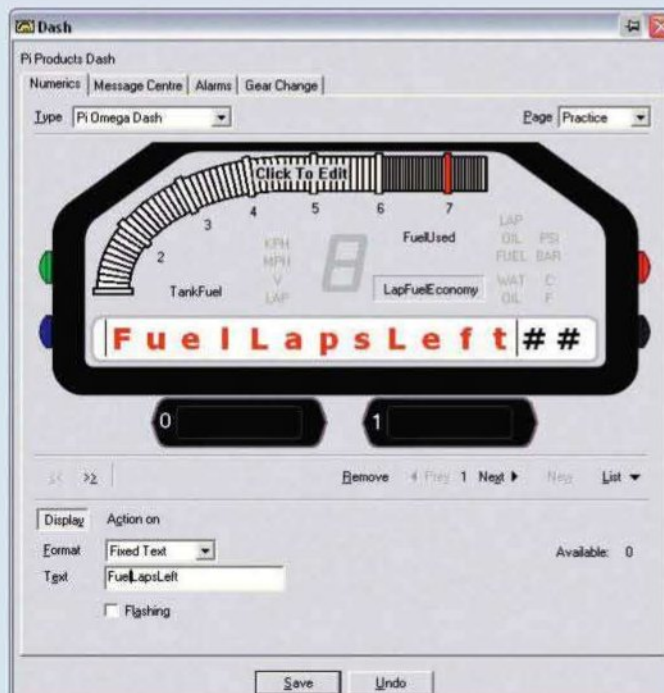 Dash
Pi Products Dash
Numerics Message Centre Alarms Gear Change
Type Pi Omega Dash Page Practice
Click To Edit
2 3 4 5 6 7
LAP
KPH FuelUsed OIL PSI
MPH FUEL BAR
V WAT C
TankFuel LAP LapFuelEconomy OIL F
FuelLapsLeft##
0 1
<< >> Remove Prev 1 Next New List
Display Action on
Format Fixed Text Available: 0
Text FuelLapsLeft
Flashing
Save Undo